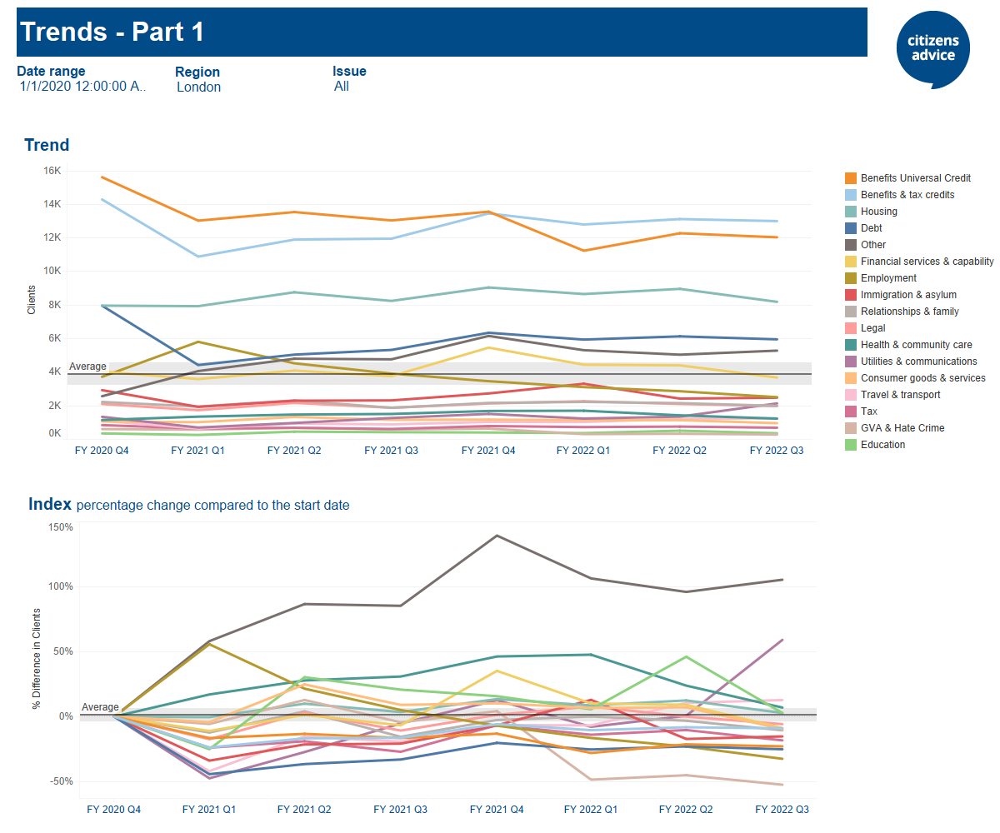 Trends - Part 1
citizens
advice
Date range
Region
Issue
1/1/2020 12:00:00 A..
London
All
Trend
16K
14K
12K
10K
8K
6K
4K
2K
0K
Clients
Average
FY 2020 Q4
FY 2021 Q1
FY 2021 Q2
FY 2021 Q3
FY 2021 Q4
FY 2022 Q1
FY 2022 Q2
FY 2022 Q3
Benefits Universal Credit
Benefits & tax credits
Housing
Debt
Other
Financial services & capability
Employment
Immigration & asylum
Relationships & family
Legal
Health & community care
Utilities & communications
Consumer goods & services
Travel & transport
Tax
GVA & Hate Crime
Education
Index percentage change compared to the start date
150%
100%
50%
0%
-50%
% Difference in Clients
Average
FY 2020 Q4
FY 2021 Q1
FY 2021 Q2
FY 2021 Q3
FY 2021 Q4
FY 2022 Q1
FY 2022 Q2
FY 2022 Q3